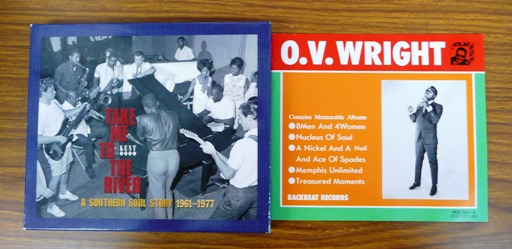 TAKE
ME
TO
KENT
THE
RIVER
A SOUTHERN SOUL STORY 1961-1977
O.V. WRIGHT
Contains Memorable Albums
●8Men And 4Women
●Nucleus Of Soul
●A Nickel And A Nail
And Ace Of Spades
●Memphis Unlimited
●Treasured Moments
BACKBEAT RECORDS